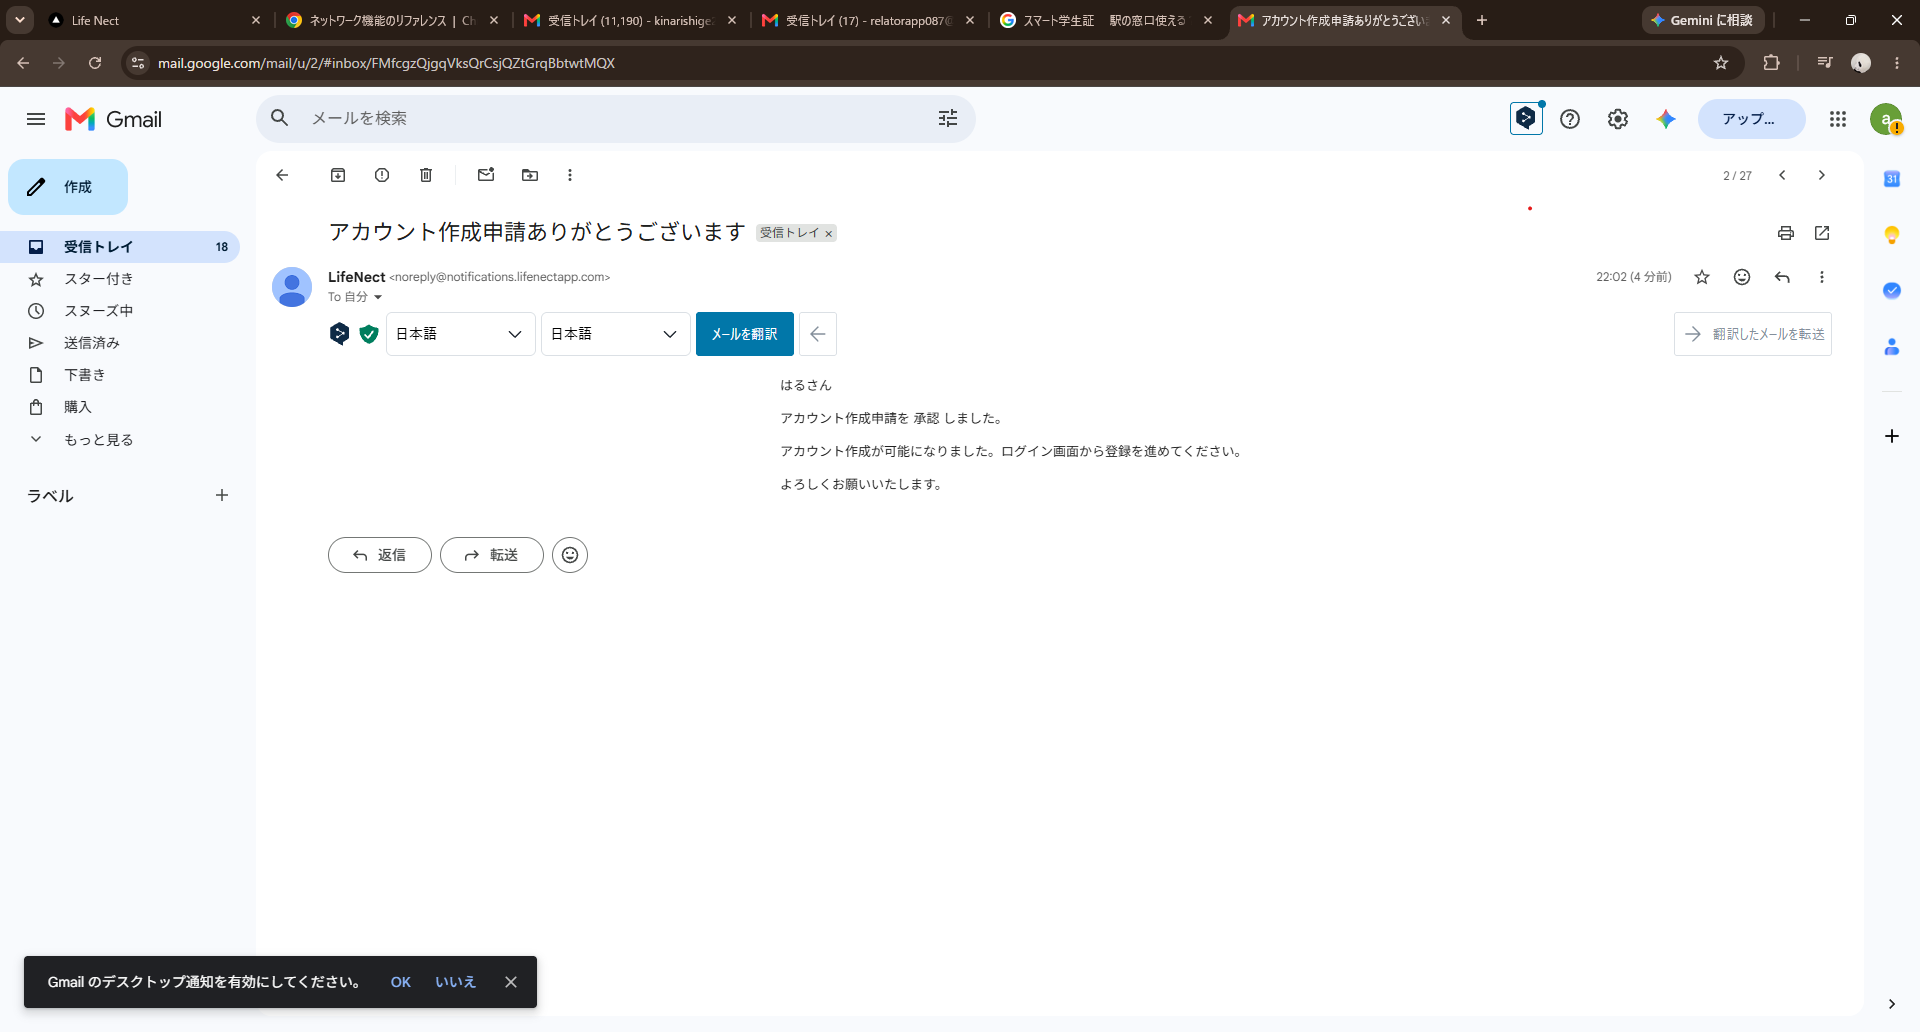 Life Nect
ネットワーク機能のリファレンス | Ch
受信トレイ (11,190) - kinarishige2
受信トレイ (17) - relatorapp087@
スマート学生証 駅の窓口使える
アカウント作成申請ありがとうござい
Gemini に相談
mail.google.com/mail/u/2/#inbox/FMfcgzQjgqVksQrCsjQZtGrqBbtwtMQX
Gmail
メールを検索
アップ...
a
作成
2 / 27
31
受信トレイ 18
スター付き
スヌーズ中
送信済み
下書き
購入
もっと見る
ラベル
アカウント作成申請ありがとうございます 受信トレイ ×
LifeNect <noreply@notifications.lifenectapp.com>
22:02 (4 分前)
To 自分
日本語
日本語
メールを翻訳
翻訳したメールを転送
はるさん
アカウント作成申請を 承認 しました。
アカウント作成が可能になりました。ログイン画面から登録を進めてください。
よろしくお願いいたします。
返信
転送
Gmail のデスクトップ通知を有効にしてください。 OK いいえ